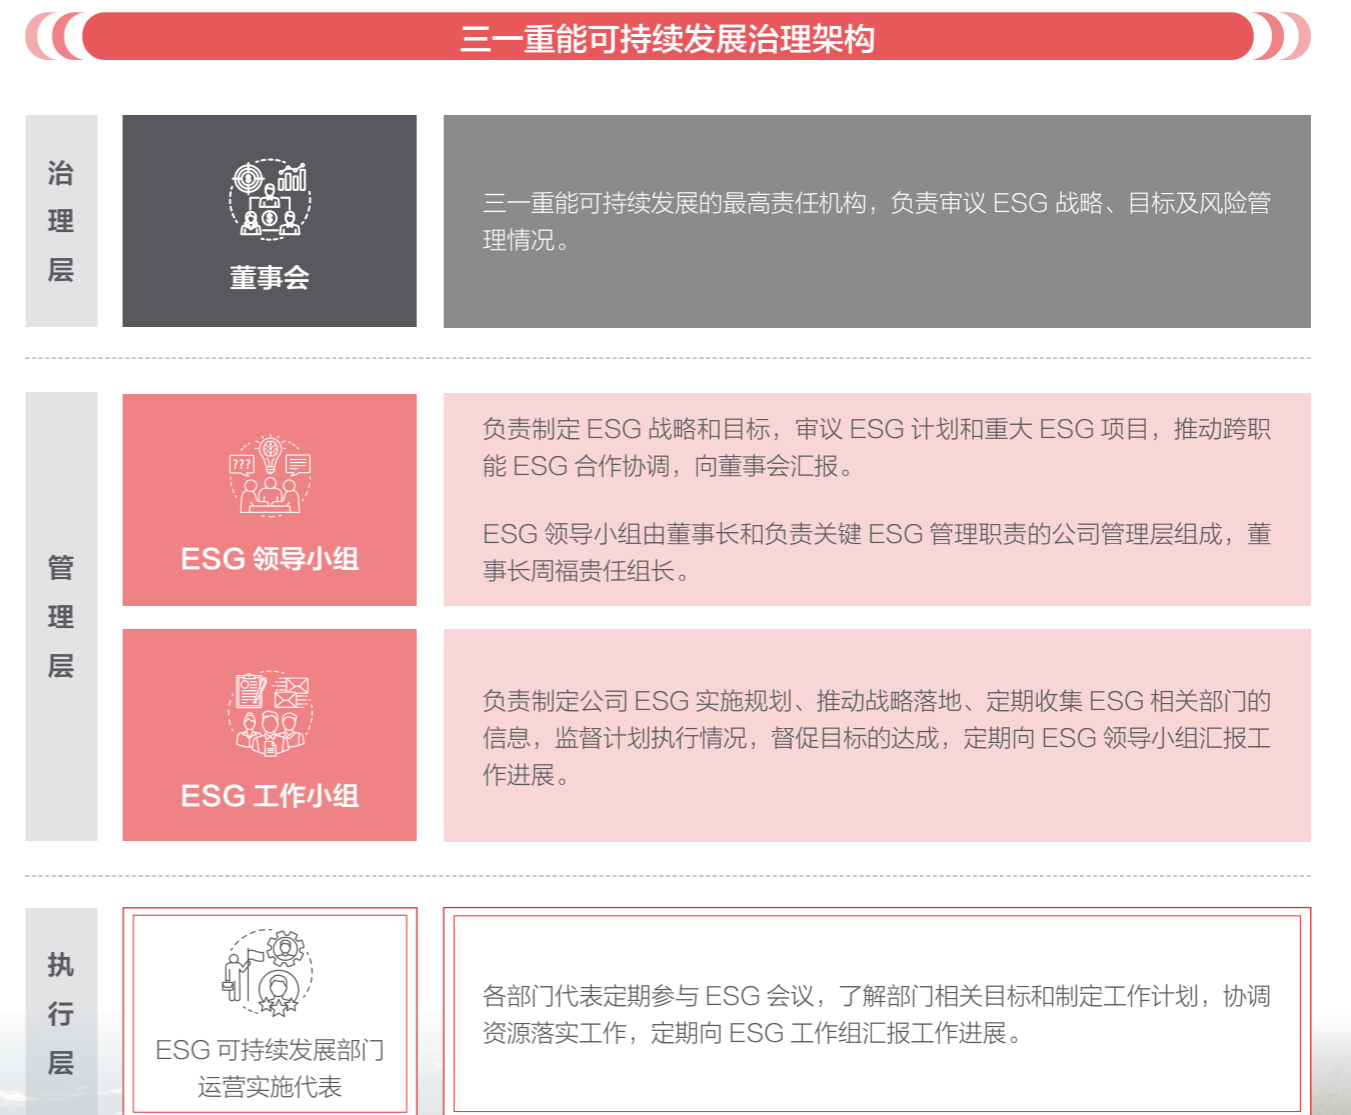 三一重能可持续发展治理架构
治
理
层
董事会
三一重能可持续发展的最高责任机构，负责审议 ESG 战略、目标及风险管
理情况。
管
理
层
???
ESG 领导小组
负责制定 ESG 战略和目标，审议 ESG 计划和重大 ESG 项目，推动跨职
能 ESG 合作协调，向董事会汇报。
ESG 领导小组由董事长和负责关键 ESG 管理职责的公司管理层组成，董
事长周福贵任组长。
ESG 工作小组
负责制定公司 ESG 实施规划、推动战略落地、定期收集 ESG 相关部门的
信息，监督计划执行情况，督促目标的达成，定期向 ESG 领导小组汇报工
作进展。
执
行
层
ESG 可持续发展部门
运营实施代表
各部门代表定期参与 ESG 会议，了解部门相关目标和制定工作计划，协调
资源落实工作，定期向 ESG 工作组汇报工作进展。